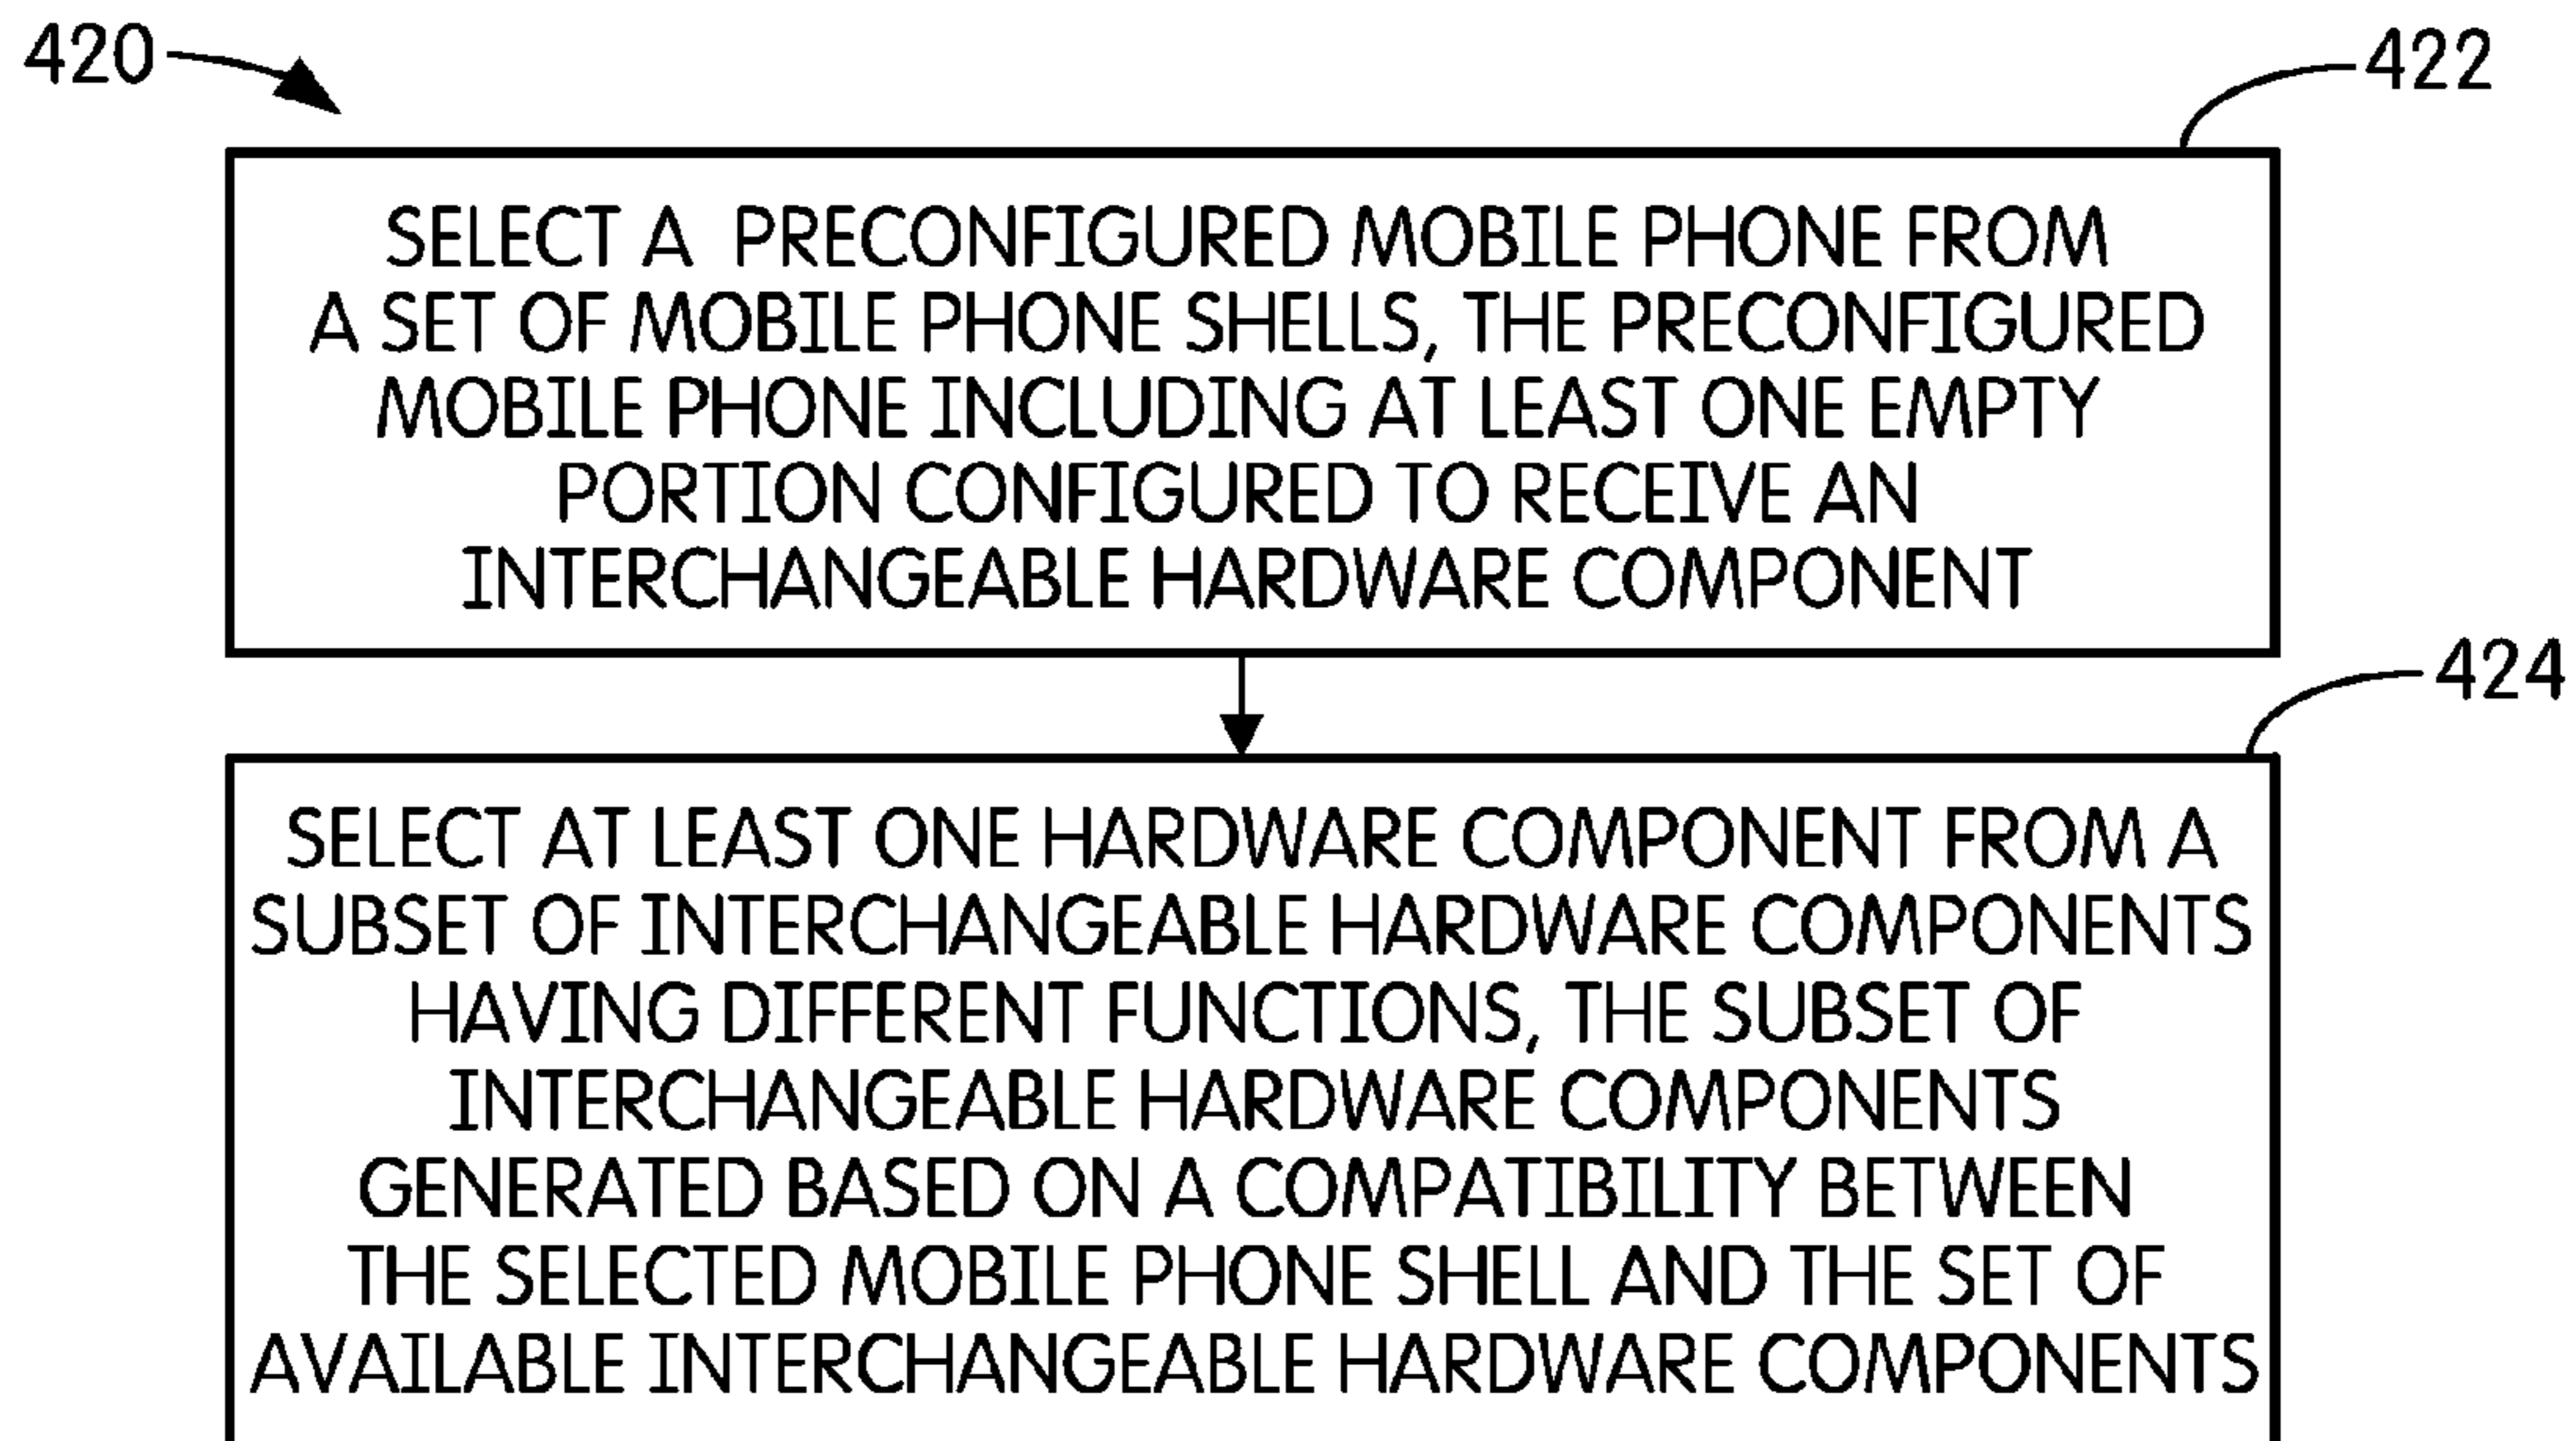 420
422
SELECT A PRECONFIGURED MOBILE PHONE FROM
A SET OF MOBILE PHONE SHELLS, THE PRECONFIGURED
MOBILE PHONE INCLUDING AT LEAST ONE EMPTY
PORTION CONFIGURED TO RECEIVE AN
INTERCHANGEABLE HARDWARE COMPONENT
424
SELECT AT LEAST ONE HARDWARE COMPONENT FROM A
SUBSET OF INTERCHANGEABLE HARDWARE COMPONENTS
HAVING DIFFERENT FUNCTIONS, THE SUBSET OF
INTERCHANGEABLE HARDWARE COMPONENTS
GENERATED BASED ON A COMPATIBILITY BETWEEN
THE SELECTED MOBILE PHONE SHELL AND THE SET OF
AVAILABLE INTERCHANGEABLE HARDWARE COMPONENTS